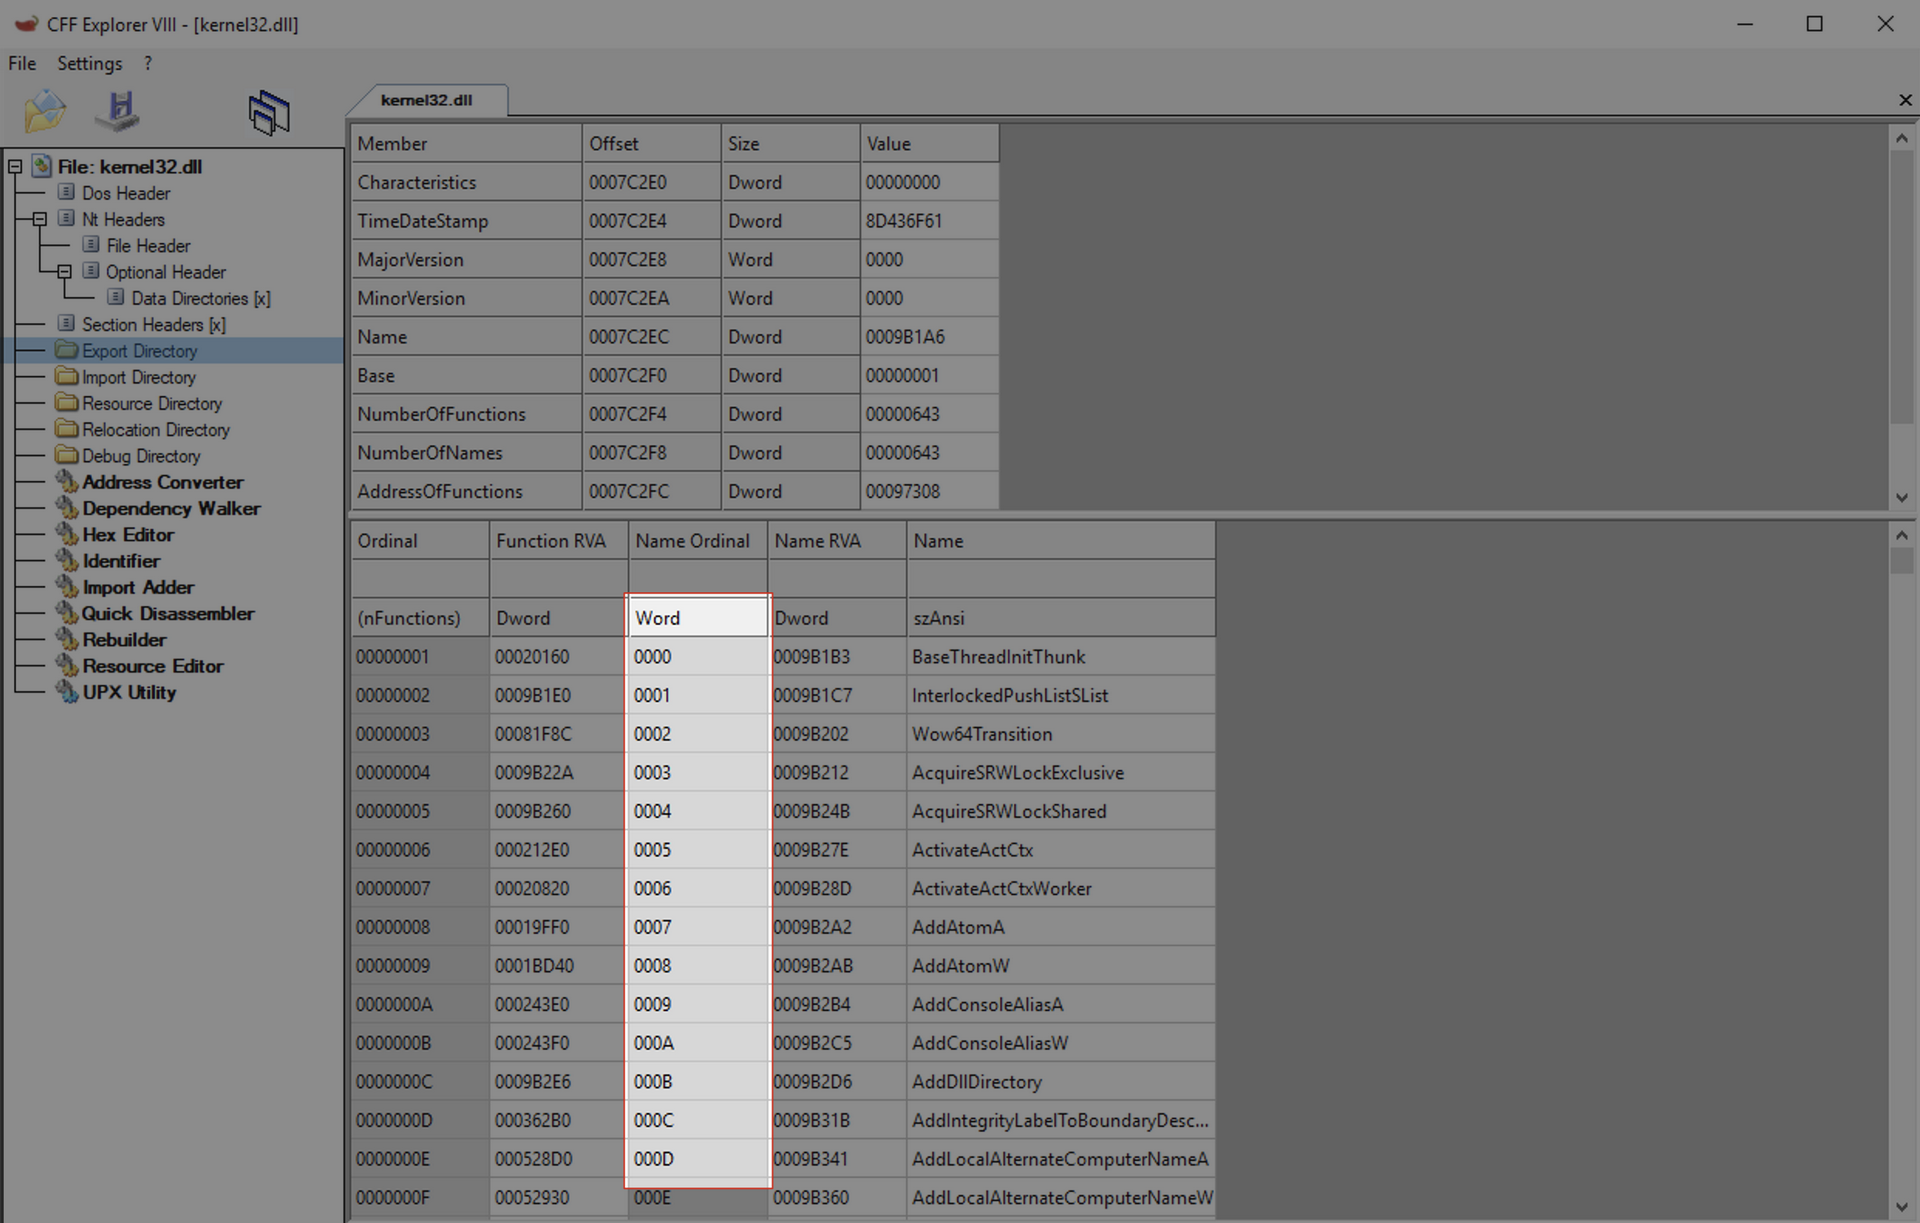 CFF Explorer VIII - [kernel32.dll]
File Settings ?
kernel32.dll
File: kernel32.dll
Dos Header
Nt Headers
File Header
Optional Header
Data Directories [x]
Section Headers [x]
Export Directory
Import Directory
Resource Directory
Relocation Directory
Debug Directory
Address Converter
Dependency Walker
Hex Editor
Identifier
Import Adder
Quick Disassembler
Rebuilder
Resource Editor
UPX Utility
Member Offset Size Value
Characteristics 0007C2E0 Dword 00000000
TimeDateStamp 0007C2E4 Dword 8D436F61
MajorVersion 0007C2E8 Word 0000
MinorVersion 0007C2EA Word 0000
Name 0007C2EC Dword 0009B1A6
Base 0007C2F0 Dword 00000001
NumberOfFunctions 0007C2F4 Dword 00000643
NumberOfNames 0007C2F8 Dword 00000643
AddressOfFunctions 0007C2FC Dword 00097308
Ordinal Function RVA Name Ordinal Name RVA Name
(nFunctions) Dword Word Dword szAnsi
00000001 00020160 0000 0009B1B3 BaseThreadInitThunk
00000002 0009B1E0 0001 0009B1C7 InterlockedPushListSList
00000003 00081F8C 0002 0009B202 Wow64Transition
00000004 0009B22A 0003 0009B212 AcquireSRWLockExclusive
00000005 0009B260 0004 0009B24B AcquireSRWLockShared
00000006 000212E0 0005 0009B27E ActivateActCtx
00000007 00020820 0006 0009B28D ActivateActCtxWorker
00000008 00019FF0 0007 0009B2A2 AddAtomA
00000009 0001BD40 0008 0009B2AB AddAtomW
0000000A 000243E0 0009 0009B2B4 AddConsoleAliasA
0000000B 000243F0 000A 0009B2C5 AddConsoleAliasW
0000000C 0009B2E6 000B 0009B2D6 AddDllDirectory
0000000D 000362B0 000C 0009B31B AddIntegrityLabelToBoundaryDesc...
0000000E 000528D0 000D 0009B341 AddLocalAlternateComputerNameA
0000000F 00052930 000E 0009B360 AddLocalAlternateComputerNameW